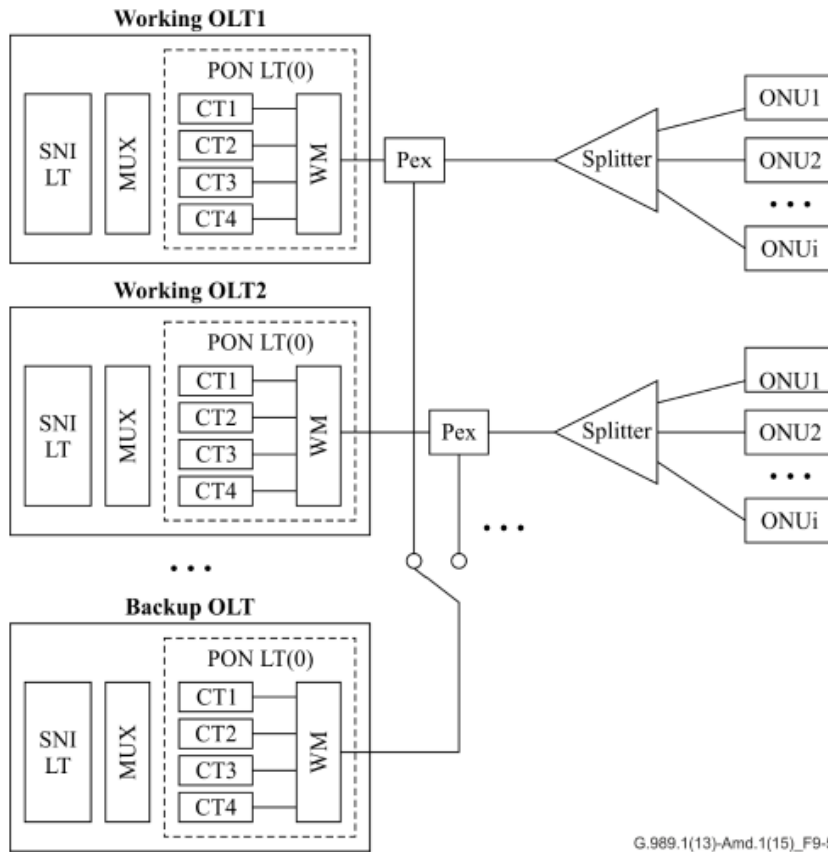 Working OLT1
PON LT(0)
SNI
LT
MUX
CT1
CT2
CT3
CT4
WM
Pex
Splitter
ONU1
ONU2
• • •
ONUi
Working OLT2
PON LT(0)
SNI
LT
MUX
CT1
CT2
CT3
CT4
WM
Pex
Splitter
ONU1
ONU2
• • •
ONUi
• • •
• • •
Backup OLT
PON LT(0)
SNI
LT
MUX
CT1
CT2
CT3
CT4
WM
G.989.1(13)-Amd.1(15)_F9-5